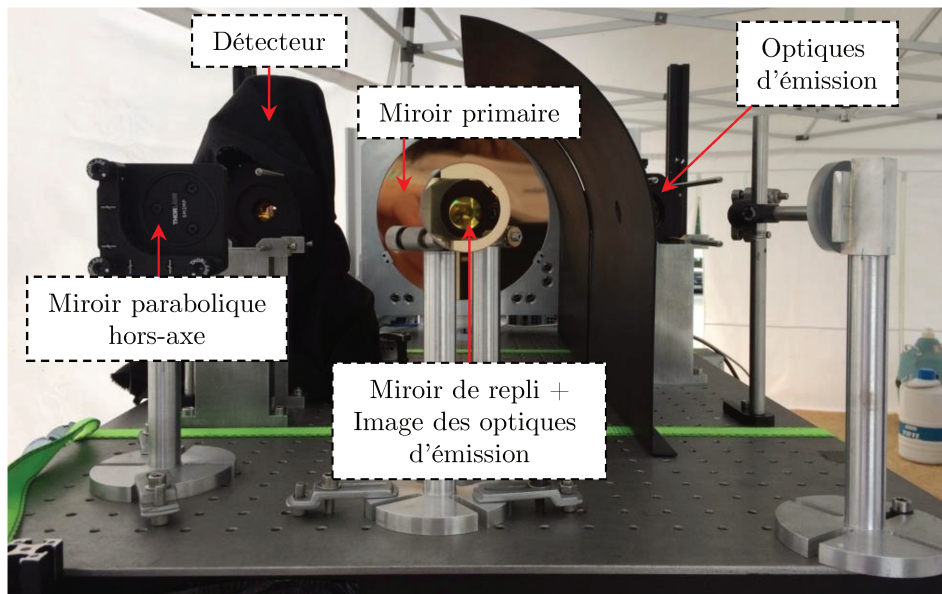 Détecteur
Optiques
d'émission
Miroir primaire
THORLABS
Miroir parabolique
hors-axe
Miroir de repli +
Image des optiques
d'émission